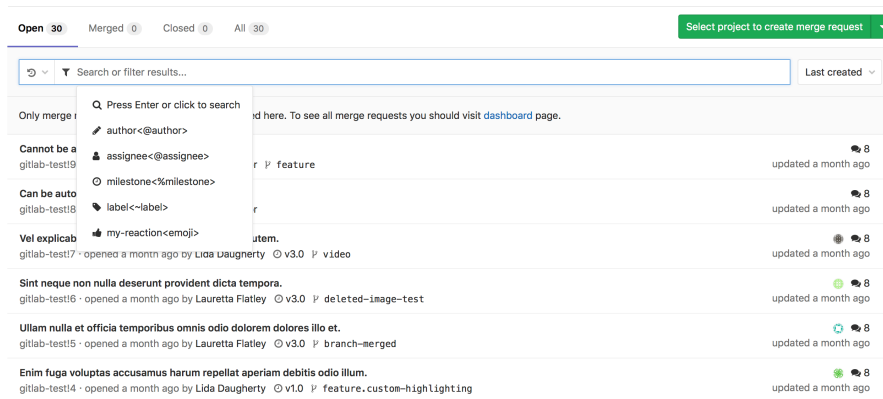 Open 30 Merged 0 Closed 0 All 30 Select project to create merge request
Search or filter results... Last created
Press Enter or click to search
Only merge ed here. To see all merge requests you should visit dashboard page.
author<@author>
Cannot be a 8
assignee<@assignee>
gitlab-test!9 feature updated a month ago
milestone<%milestone>
Can be auto 8
label<~label>
gitlab-test!8 updated a month ago
my-reaction<emoji>
Vel explicab utem. 8
gitlab-test!7 · opened a month ago by Lida Daugherty v3.0 video updated a month ago
Sint neque non nulla deserunt provident dicta tempora. 8
gitlab-test!6 · opened a month ago by Lauretta Flatley v3.0 deleted-image-test updated a month ago
Ullam nulla et officia temporibus omnis odio dolorem dolores illo et. 8
gitlab-test!5 · opened a month ago by Lauretta Flatley v3.0 branch-merged updated a month ago
Enim fuga voluptas accusamus harum repellat aperiam debitis odio illum. 8
gitlab-test!4 · opened a month ago by Lida Daugherty v1.0 feature.custom-highlighting updated a month ago